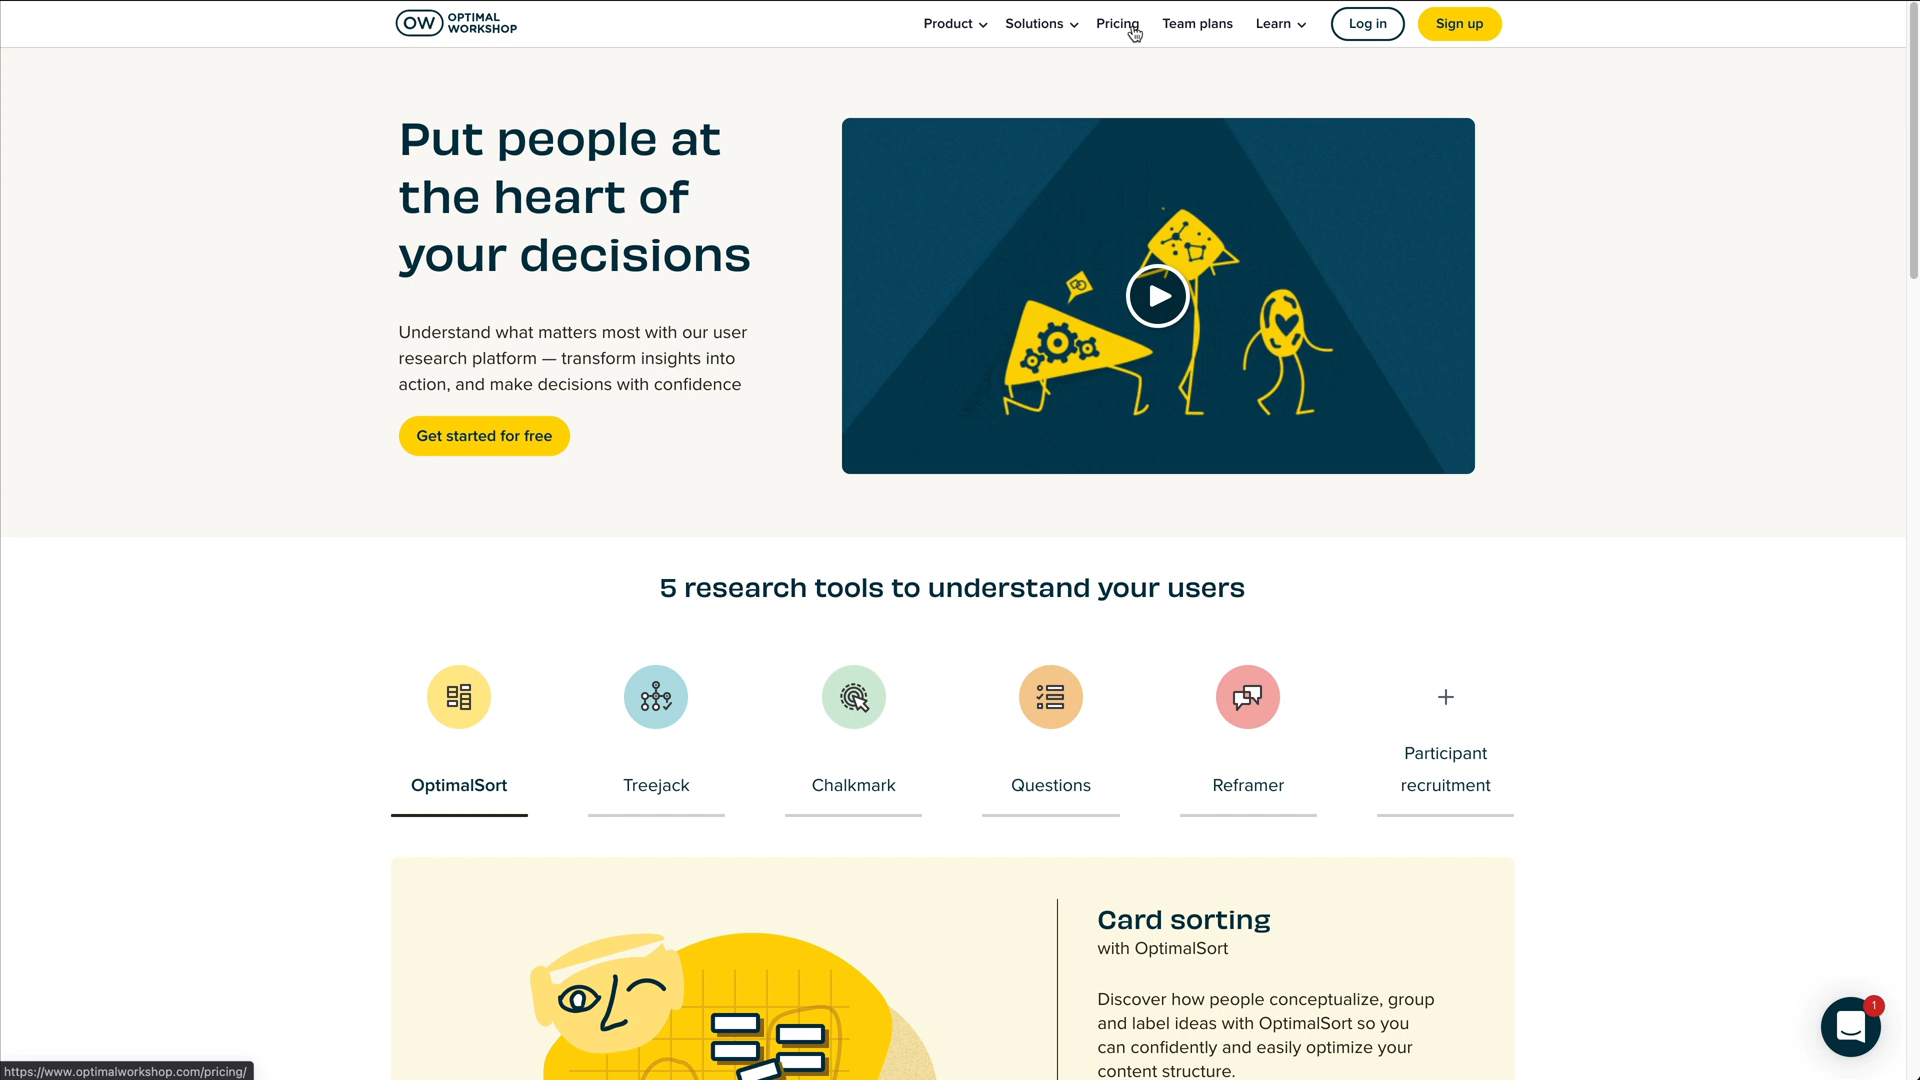 OW OPTIMAL
WORKSHOP
Product
Solutions
Pricing
Team plans
Learn
Log in
Sign up
Put people at
the heart of
your decisions
Understand what matters most with our user
research platform — transform insights into
action, and make decisions with confidence
Get started for free
5 research tools to understand your users
OptimalSort
Treejack
Chalkmark
Questions
Reframer
Participant
recruitment
Card sorting
with OptimalSort
Discover how people conceptualize, group
and label ideas with OptimalSort so you
can confidently and easily optimize your
content structure.
1
https://www.optimalworkshop.com/pricing/